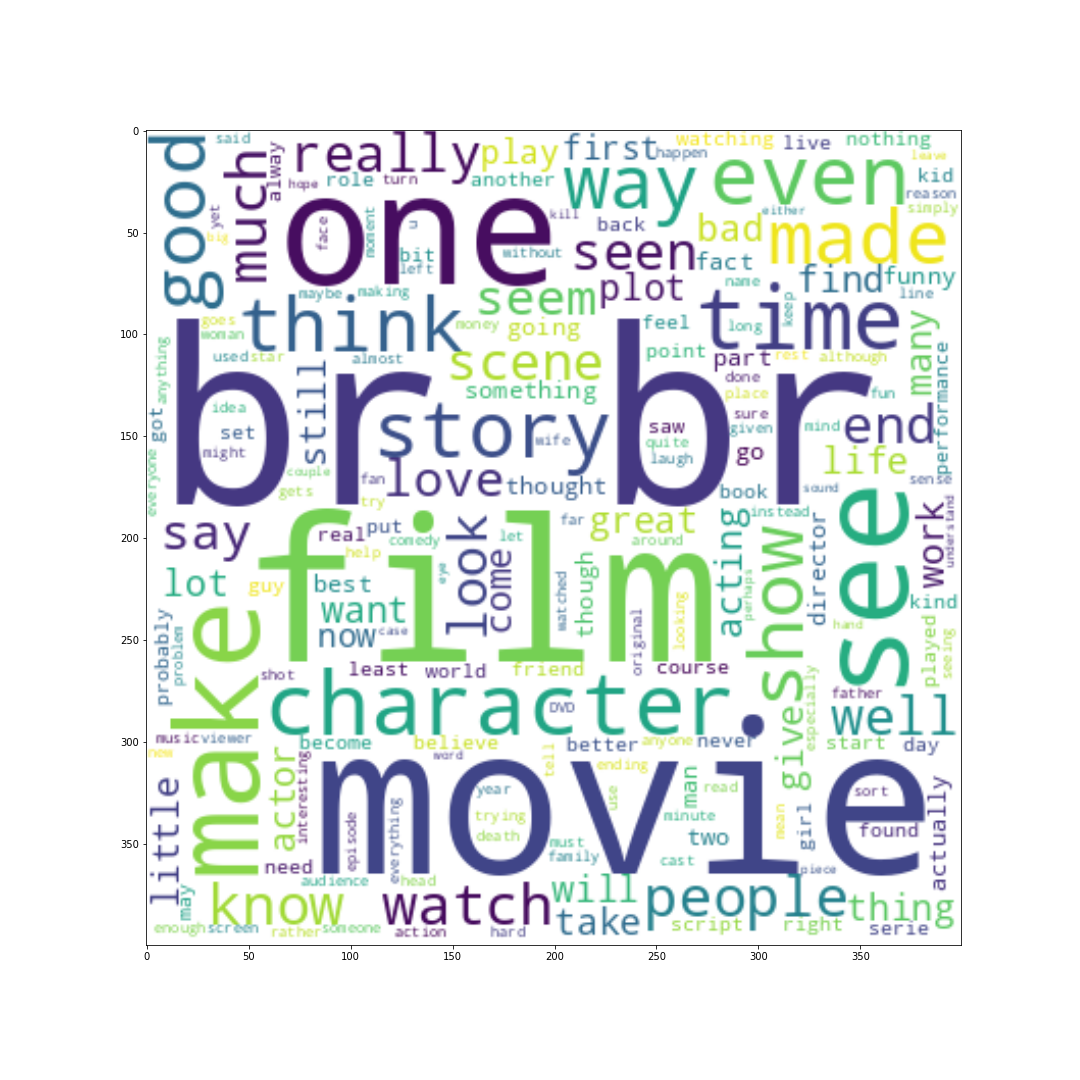 0
50
100
150
200
250
300
350
0 50 100 150 200 250 300 350
good said much alway really play first watching live nothing
hope role turn another happen leave
yet big face moment bit left kill way even kid reason simply
one without back seen either bad made
fact find funny
maybe making seem plot name line
think money going time keep many
goes woman feel long
anything used star almost scene point part rest although performance
something done place fun
br br
idea still story wife saw sure given mind end
got set might quite laugh go life
everyone couple gets fan love thought sound sense
try book instead
say real put comedy look far let great around acting show director see work understand
film
lot guy help best eye come watched though perhaps kind
want now case original looking hand played seeing
probably problem make
shot least world friend course
character DVD father especially well
music viewer new become believe word better anyone never give start day
actor interesting movie tell ending
little year use man read mean girl sort actually
episode everything trying death minute two found
must family cast piece
need audience head
may know watch will people thing
enough screen rather someone action hard take script right serie